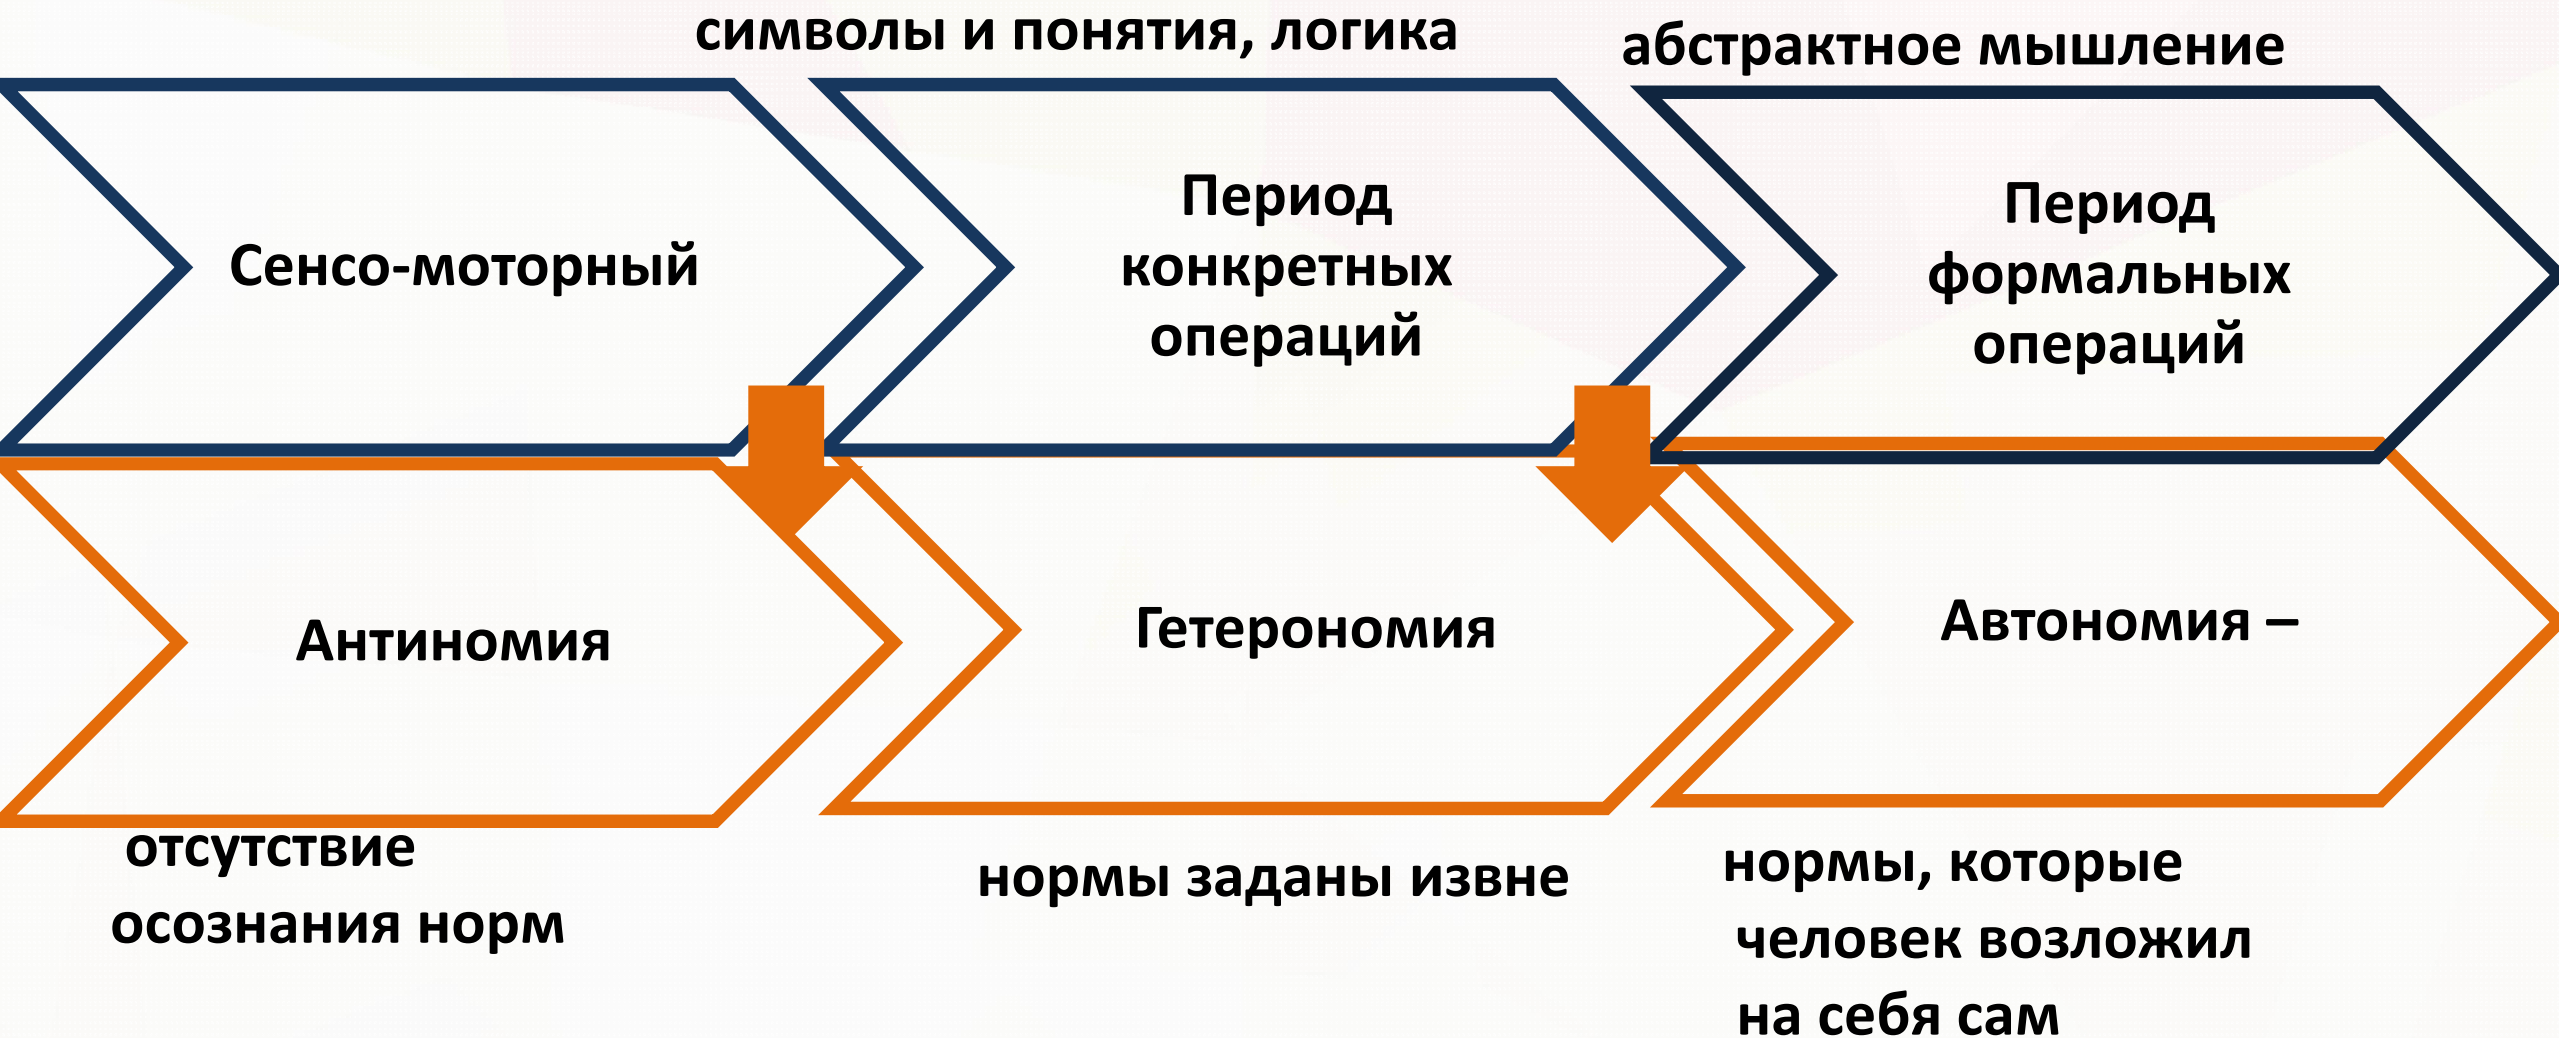 символы и понятия, логика
абстрактное мышление
Сенсо-моторный
Период
конкретных
операций
Период
формальных
операций
Антиномия
Гетерономия
Автономия –
отсутствие
осознания норм
нормы заданы извне
нормы, которые
человек возложил
на себя сам